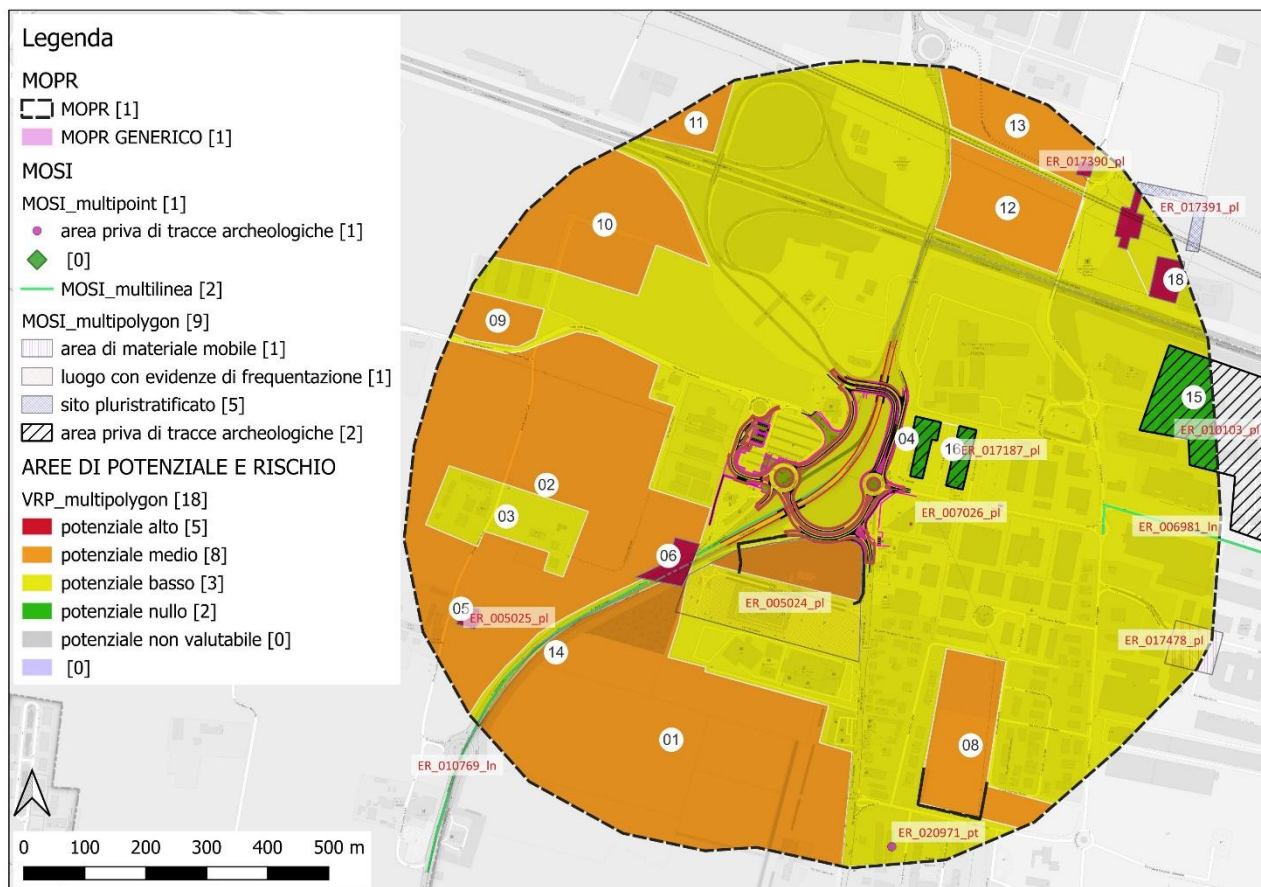 Legenda
MOPR
MOPR [1]
MOPR GENERICO [1]
MOSI
MOSI_multipoint [1]
area priva di tracce archeologiche [1]
[0]
MOSI_multilinea [2]
MOSI_multipolygon [9]
area di materiale mobile [1]
luogo con evidenze di frequentazione [1]
sito pluristratificato [5]
area priva di tracce archeologiche [2]
AREE DI POTENZIALE E RISCHIO
VRP_multipolygon [18]
potenziale alto [5]
potenziale medio [8]
potenziale basso [3]
potenziale nullo [2]
potenziale non valutabile [0]
[0]
0 100 200 300 400 500 m
11
13
ER_017390_pl
12
ER_017391_pl
10
18
09
15
04
ER_010103_pl
16
ER_017187_pl
02
03
ER_007026_pl
ER_006981_ln
06
ER_005024_pl
05
ER_005025_pl
14
ER_017478_pl
01
08
ER_010769_ln
ER_020971_pt